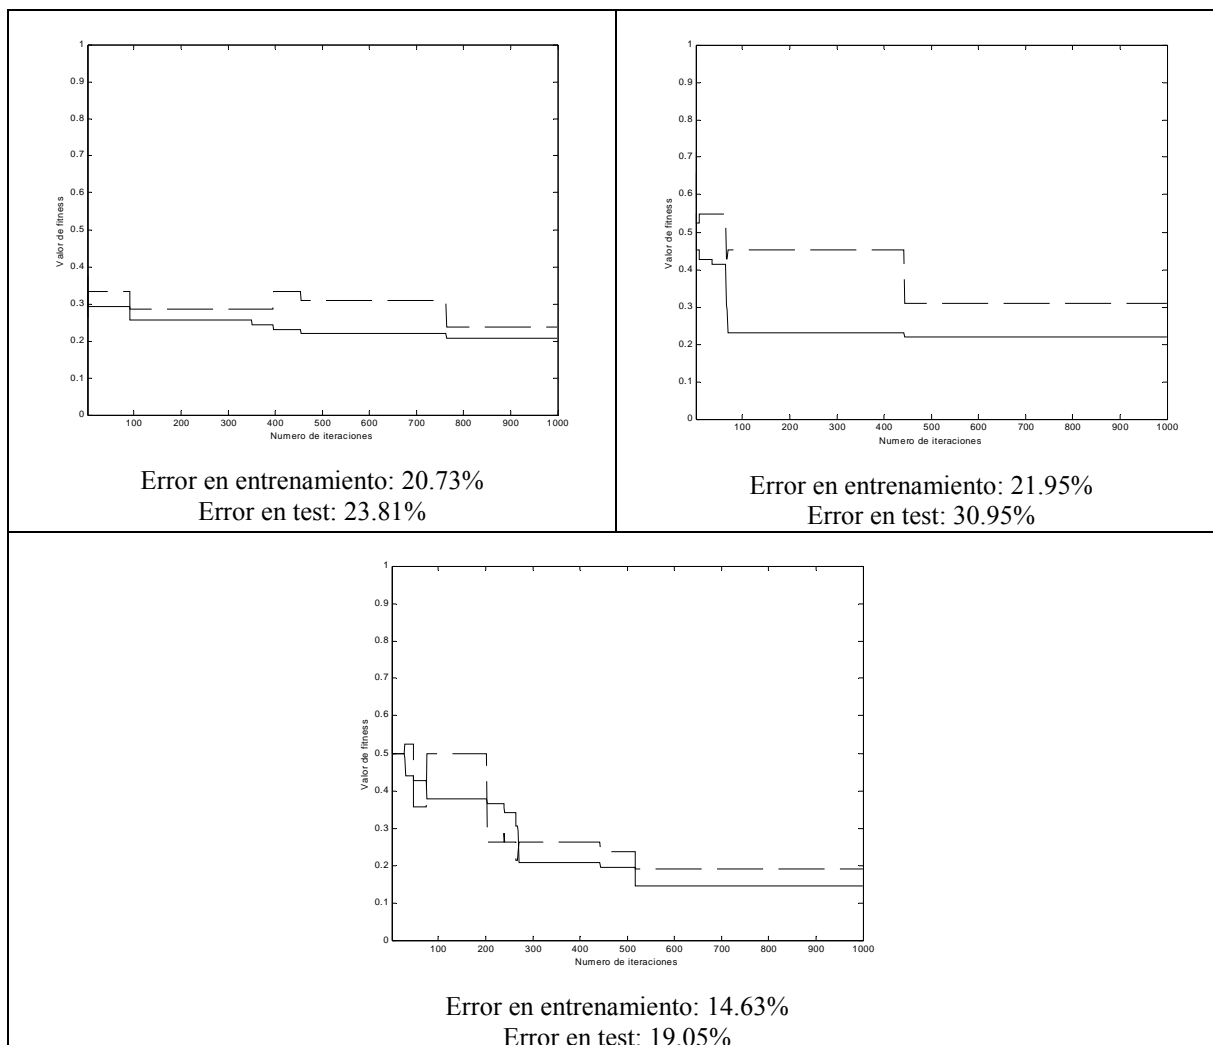 1
0.9
0.8
0.7
0.6
0.5
0.4
0.3
0.2
0.1
0
Valor de fitness
100 200 300 400 500 600 700 800 900 1000
Numero de iteraciones
Error en entrenamiento: 20.73%
Error en test: 23.81%
1
0.9
0.8
0.7
0.6
0.5
0.4
0.3
0.2
0.1
0
Valor de fitness
100 200 300 400 500 600 700 800 900 1000
Numero de iteraciones
Error en entrenamiento: 21.95%
Error en test: 30.95%
1
0.9
0.8
0.7
0.6
0.5
0.4
0.3
0.2
0.1
0
Valor de fitness
100 200 300 400 500 600 700 800 900 1000
Numero de iteraciones
Error en entrenamiento: 14.63%
Error en test: 19.05%